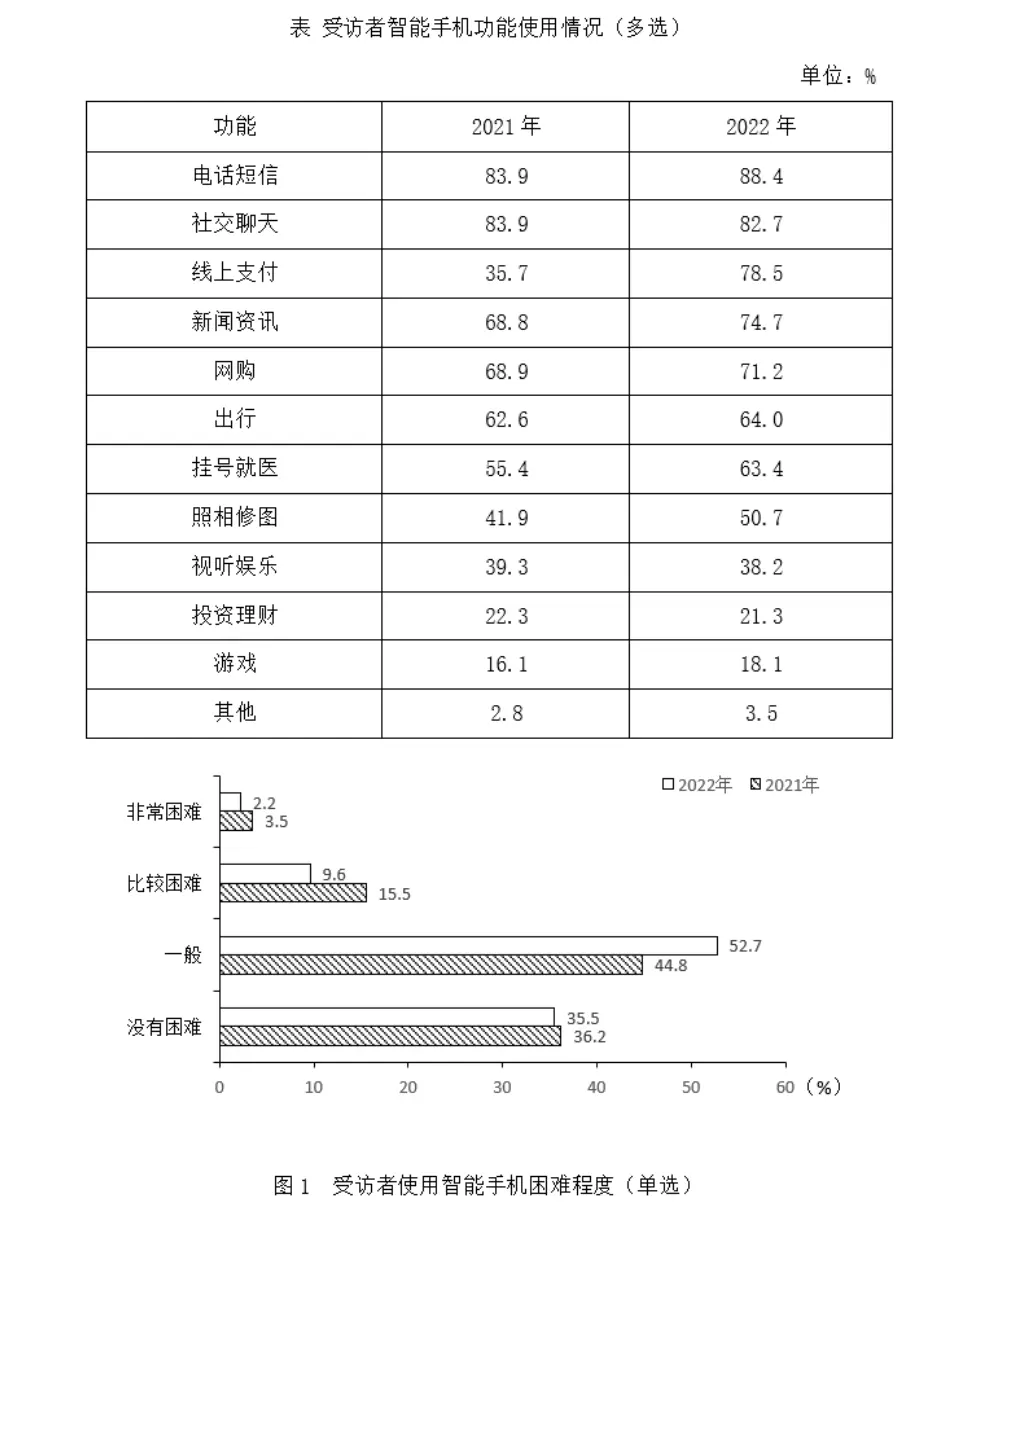 表 受访者智能手机功能使用情况（多选）
单位：%
功能 2021 年 2022 年
电话短信 83.9 88.4
社交聊天 83.9 82.7
线上支付 35.7 78.5
新闻资讯 68.8 74.7
网购 68.9 71.2
出行 62.6 64.0
挂号就医 55.4 63.4
照相修图 41.9 50.7
视听娱乐 39.3 38.2
投资理财 22.3 21.3
游戏 16.1 18.1
其他 2.8 3.5
2022年 2021年
非常困难 2.2
3.5
比较困难 9.6
15.5
一般 52.7
44.8
没有困难 35.5
36.2
0 10 20 30 40 50 60（%）
图 1 受访者使用智能手机困难程度（单选）